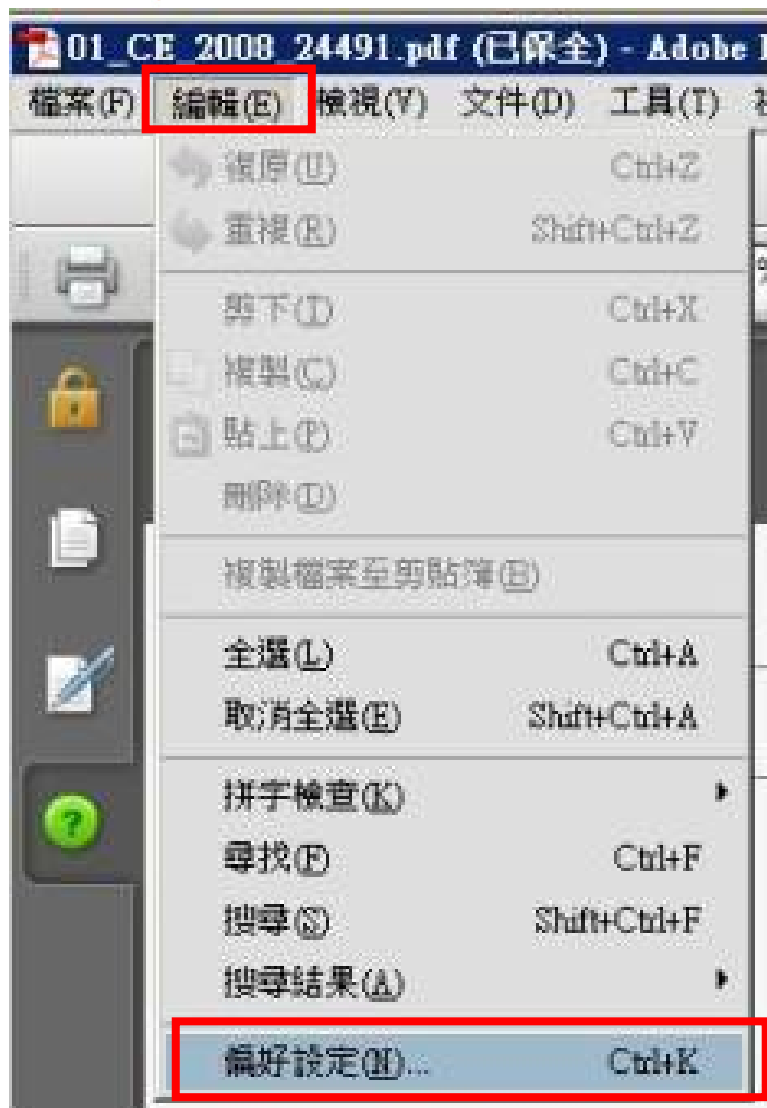 01_CE_2008_24491.pdf (已保全) - Adobe
檔案(F) 編輯(E) 檢視(V) 文件(D) 工具(T)
復原(U) Ctrl+Z
重複(R) Shift+Ctrl+Z
剪下(T) Ctrl+X
複製(C) Ctrl+C
貼上(P) Ctrl+V
刪除(D)
複製檔案至剪貼簿(B)
全選(L) Ctrl+A
取消全選(E) Shift+Ctrl+A
拼字檢查(K)
尋找(F) Ctrl+F
搜尋(S) Shift+Ctrl+F
搜尋結果(A)
偏好設定(N)... Ctrl+K